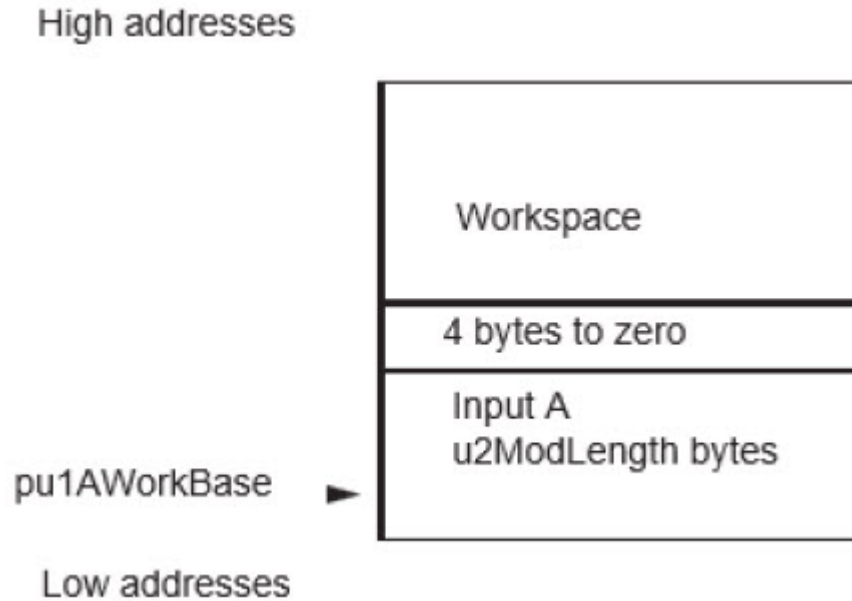 High addresses
Workspace
4 bytes to zero
Input A
u2ModLength bytes
pu1AWorkBase
Low addresses